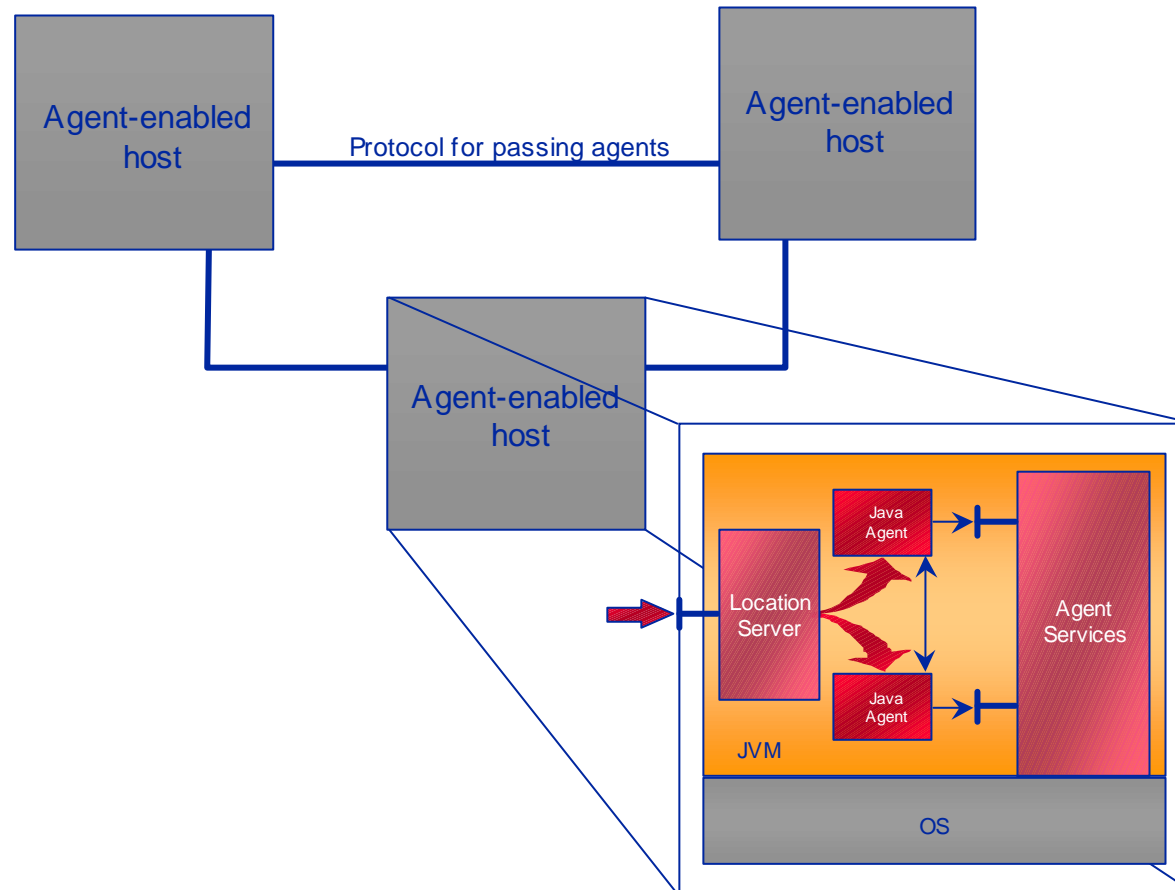 Agent-enabled
host
Protocol for passing agents
Agent-enabled
host
Agent-enabled
host
Java
Agent
Location
Server
Agent
Services
Java
Agent
JVM
OS